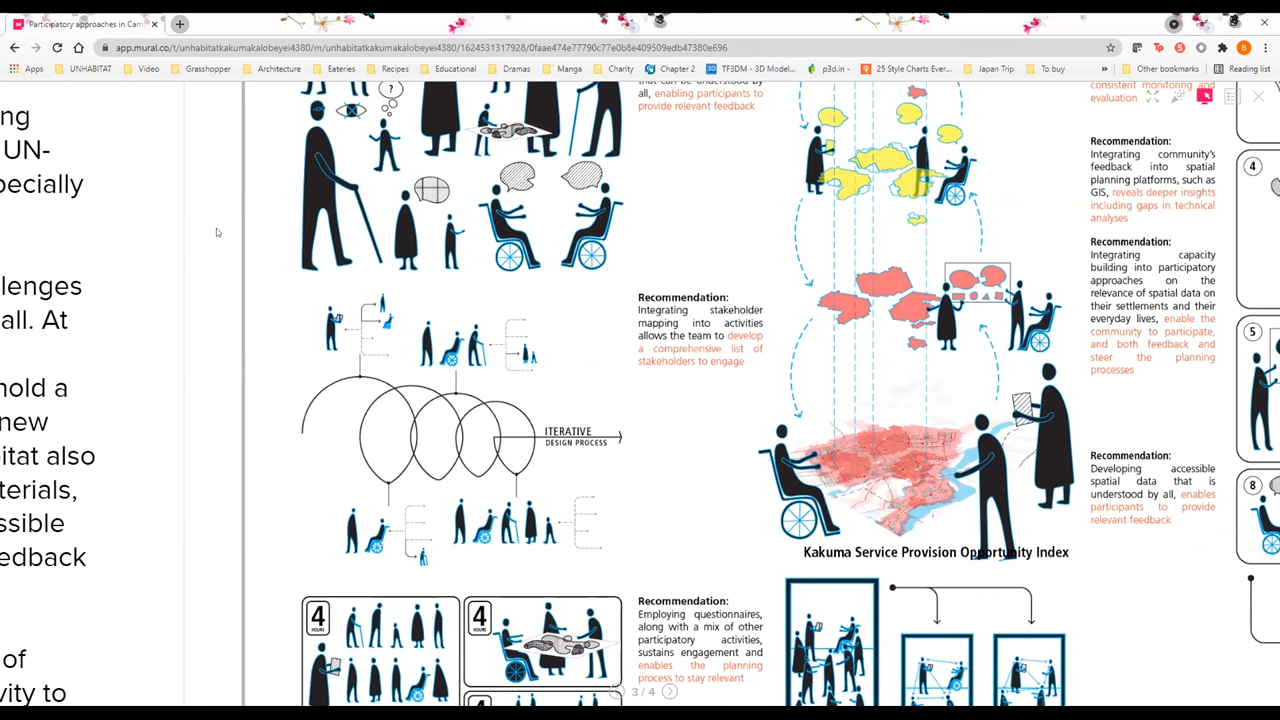 Participatory approaches in Cam
app.mural.co/t/unhabitatkakumakalobeyei4380/m/unhabitatkakumakalobeyei4380/1624531317928/0faae474e77790c77e0b8e409509edb47380e696
Apps UNHABITAT Video Grasshopper Architecture Eateries Recipes Educational Dramas Manga Charity Chapter 2 TF3DM - 3D Model... p3d.in - 25 Style Charts Ever... Japan Trip To buy » Other bookmarks Reading list
ng
UN-
specially
lenges
all. At
hold a
new
itat also
terials,
ssible
eedback
of
vity to
?
that can be understood by
all, enabling participants to
provide relevant feedback
Recommendation:
Integrating stakeholder
mapping into activities
allows the team to develop
a comprehensive list of
stakeholders to engage
ITERATIVE
DESIGN PROCESS
4
HOURS
4
HOURS
4
Recommendation:
Employing questionnaires,
along with a mix of other
participatory activities,
sustains engagement and
enables the planning
process to stay relevant
3 / 4
Kakuma Service Provision Opportunity Index
consistent monitoring and
evaluation
Recommendation:
Integrating community's
feedback into spatial
planning platforms, such as
GIS, reveals deeper insights
including gaps in technical
analyses
Recommendation:
Integrating capacity
building into participatory
approaches on the
relevance of spatial data on
their settlements and their
everyday lives, enable the
community to participate,
and both feedback and
steer the planning
processes
Recommendation:
Developing accessible
spatial data that is
understood by all, enables
participants to provide
relevant feedback
4
5
8